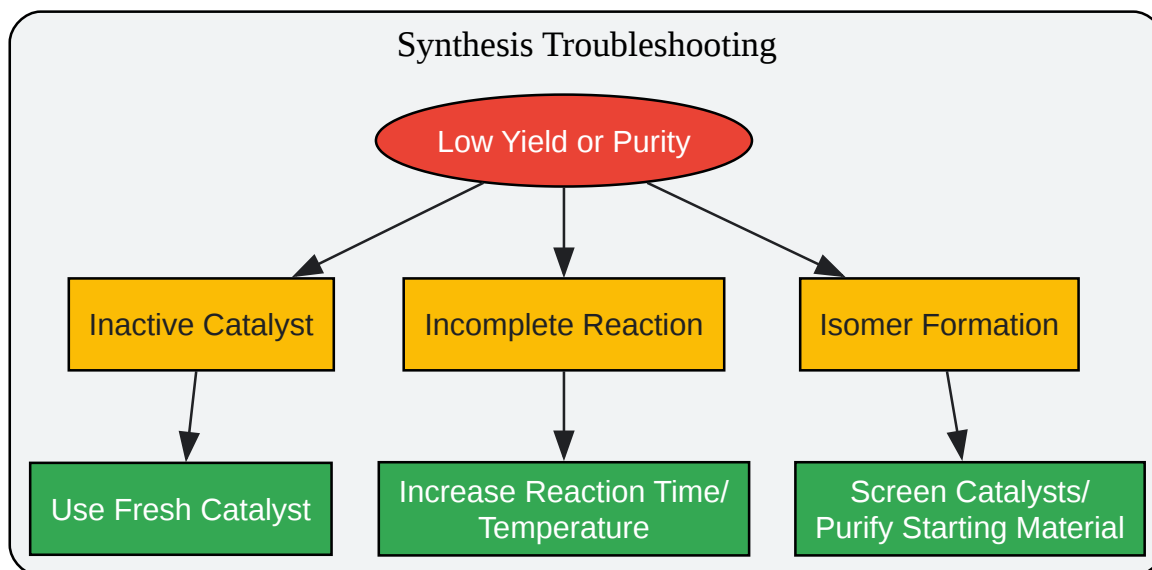 Synthesis Troubleshooting
Low Yield or Purity
Inactive Catalyst
Incomplete Reaction
Isomer Formation
Use Fresh Catalyst
Increase Reaction Time/
Temperature
Screen Catalysts/
Purify Starting Material